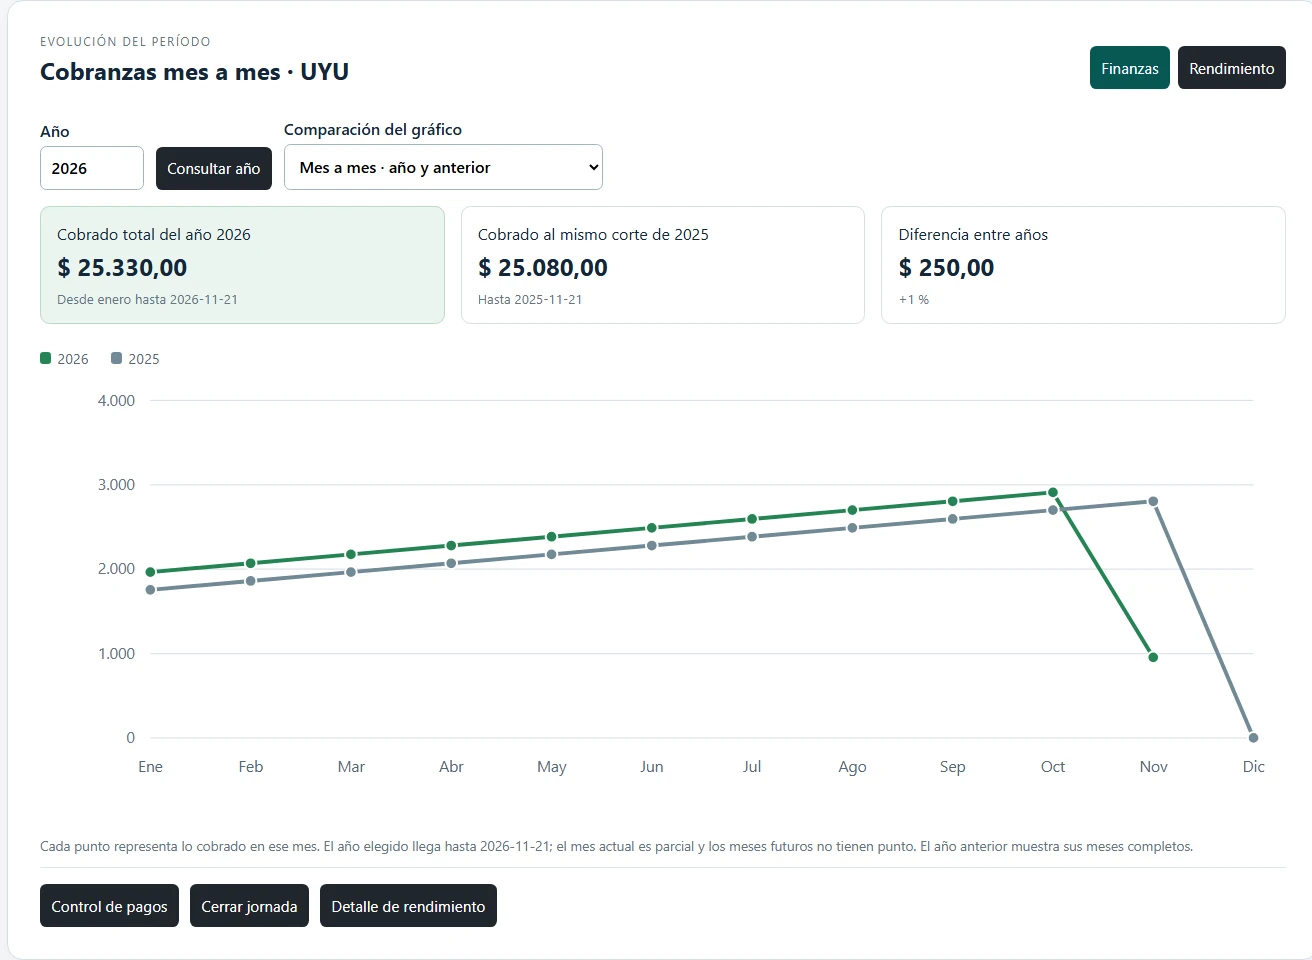 EVOLUCIÓN DEL PERÍODO
Cobranzas mes a mes · UYU
Finanzas
Rendimiento
Año
Comparación del gráfico
2026
Consultar año
Mes a mes · año y anterior
Cobrado total del año 2026
$ 25.330,00
Desde enero hasta 2026-11-21
Cobrado al mismo corte de 2025
$ 25.080,00
Hasta 2025-11-21
Diferencia entre años
$ 250,00
+1 %
2026
2025
4.000
3.000
2.000
1.000
0
Ene
Feb
Mar
Abr
May
Jun
Jul
Ago
Sep
Oct
Nov
Dic
Cada punto representa lo cobrado en ese mes. El año elegido llega hasta 2026-11-21; el mes actual es parcial y los meses futuros no tienen punto. El año anterior muestra sus meses completos.
Control de pagos
Cerrar jornada
Detalle de rendimiento